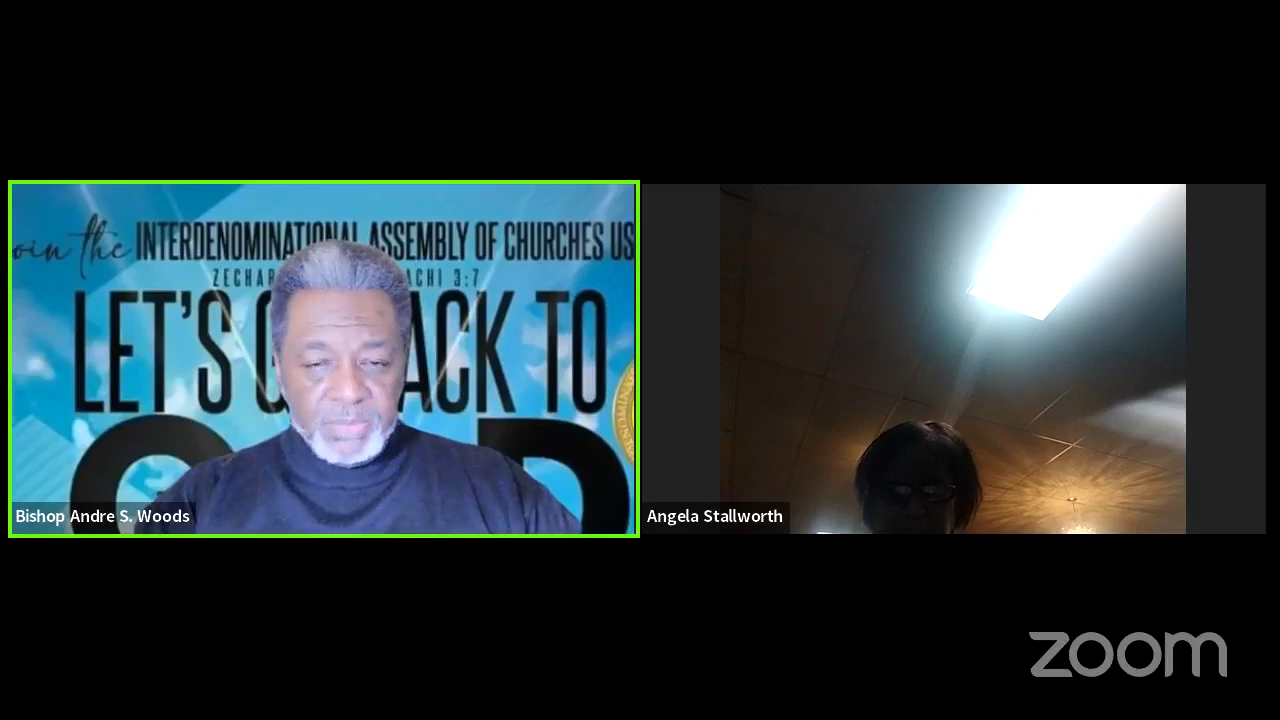 oin the INTERDENOMINATIONAL ASSEMBLY OF CHURCHES US
ZECHAR ACHI 3:7
LET'S G ACK TO
Bishop Andre S. Woods
Angela Stallworth
zoom